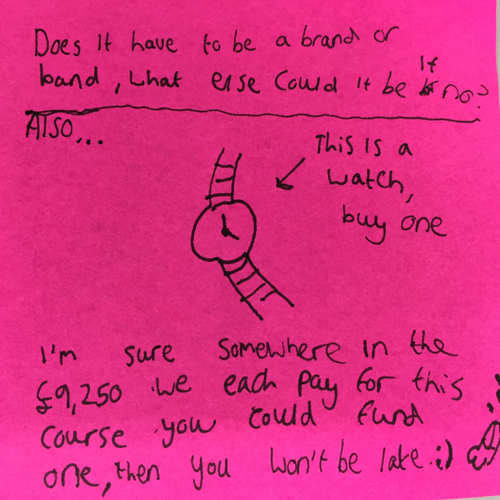 Does It have to be a brand or
band, what else could it be If no?
Also...
This Is a
watch,
buy one
I'm sure somewhere in the
£9,250 we each pay for this
course you could fund
one, then you won't be late :)